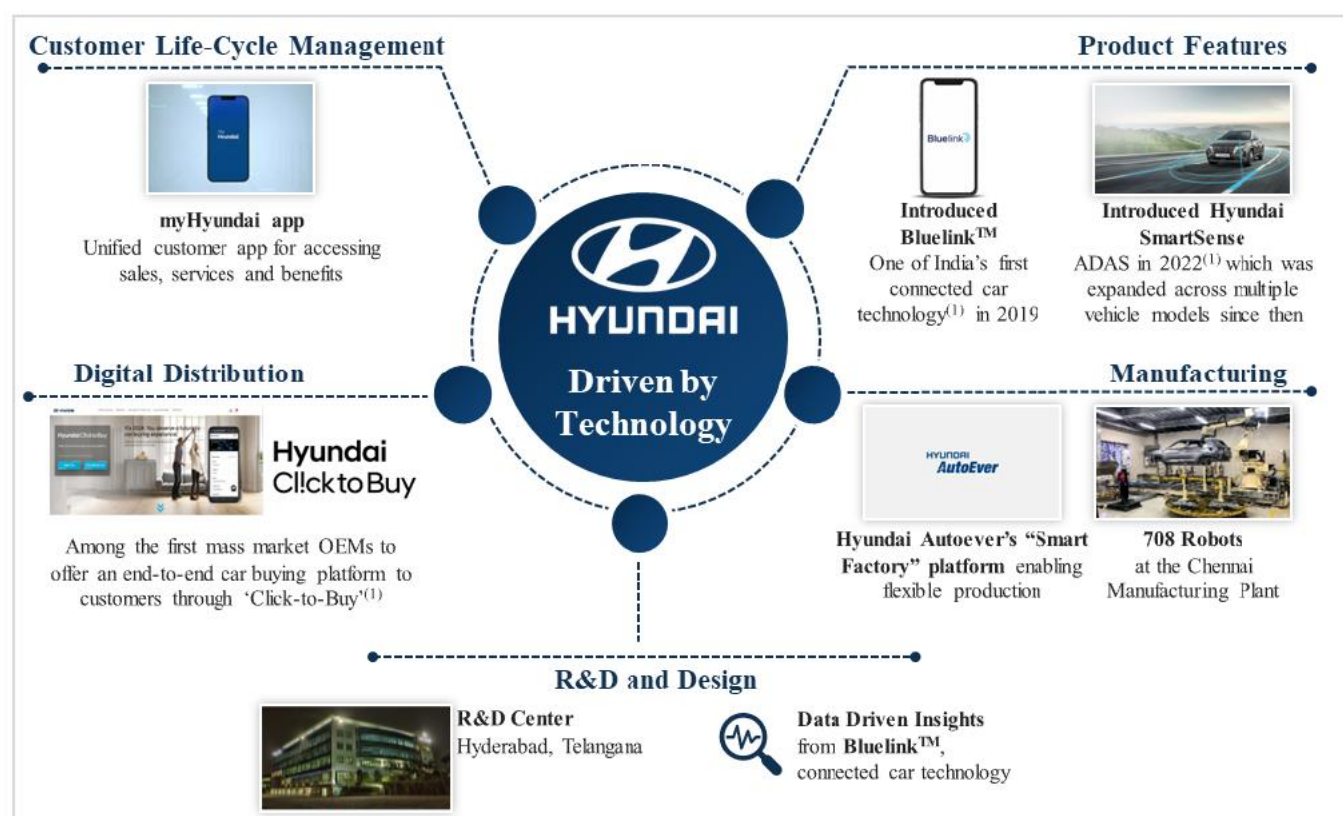 Customer Life-Cycle Management
my
Hyundai
myHyundai app
Unified customer app for accessing
sales, services and benefits
Product Features
Bluelink
Introduced
Bluelink™
One of India's first
connected car
technology(1) in 2019
Introduced Hyundai
SmartSense
ADAS in 2022(1) which was
expanded across multiple
vehicle models since then
HYUNDAI
Driven by
Technology
Digital Distribution
Hyundai
Cl!ck to Buy
Among the first mass market OEMs to
offer an end-to-end car buying platform to
customers through 'Click-to-Buy'(1)
Manufacturing
HYUNDAI
AutoEver
Hyundai Autoever's “Smart
Factory” platform enabling
flexible production
708 Robots
at the Chennai
Manufacturing Plant
R&D and Design
R&D Center
Hyderabad, Telangana
Data Driven Insights
from Bluelink™,
connected car technology